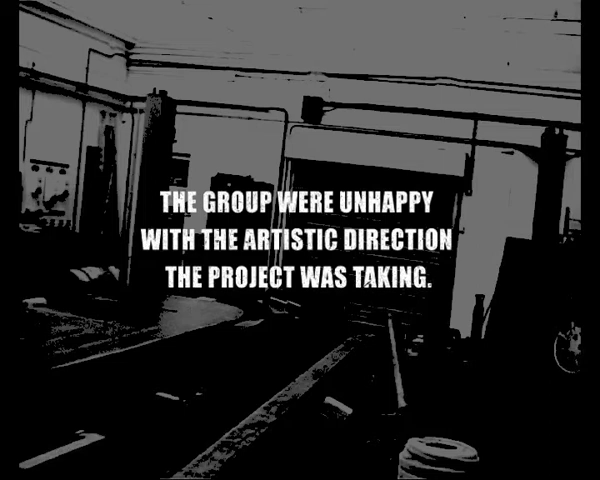 THE GROUP WERE UNHAPPY
WITH THE ARTISTIC DIRECTION
THE PROJECT WAS TAKING.